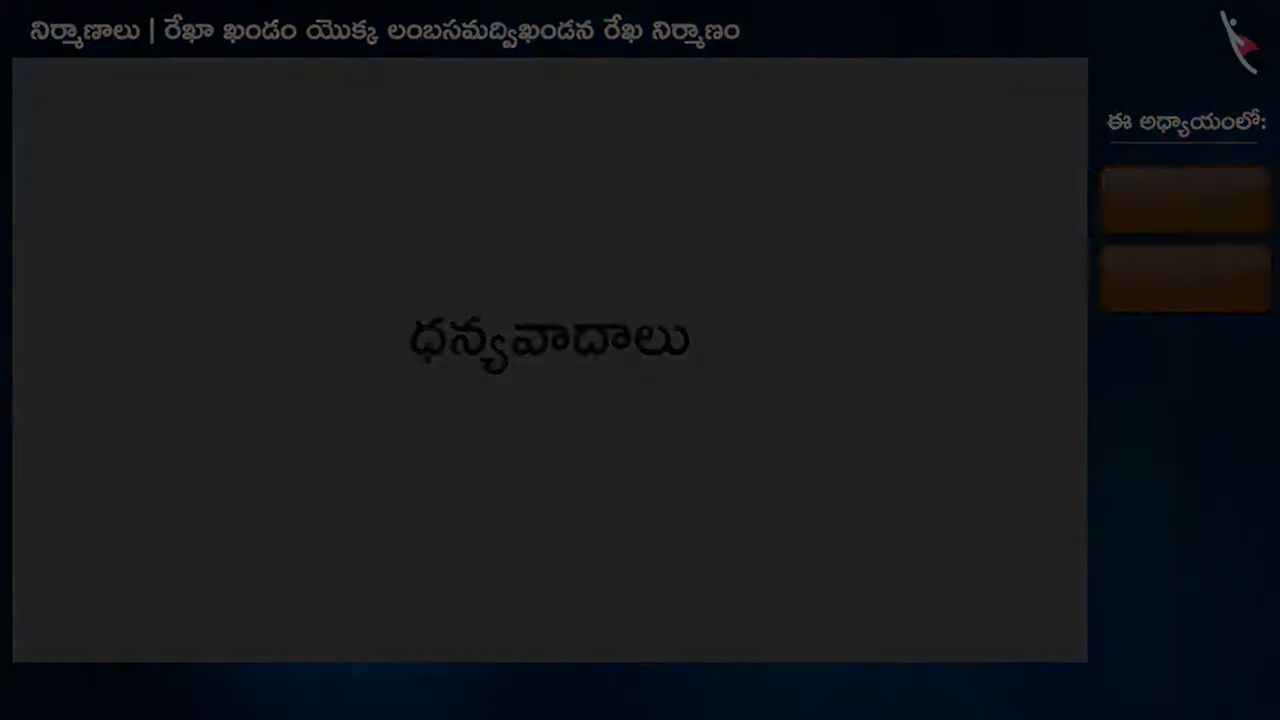 నిర్మాణాలు | రేఖా ఖండం యొక్క లంబసమద్విఖండన రేఖ నిర్మాణం
ఈ అధ్యాయంలో:
ధన్యవాదాలు